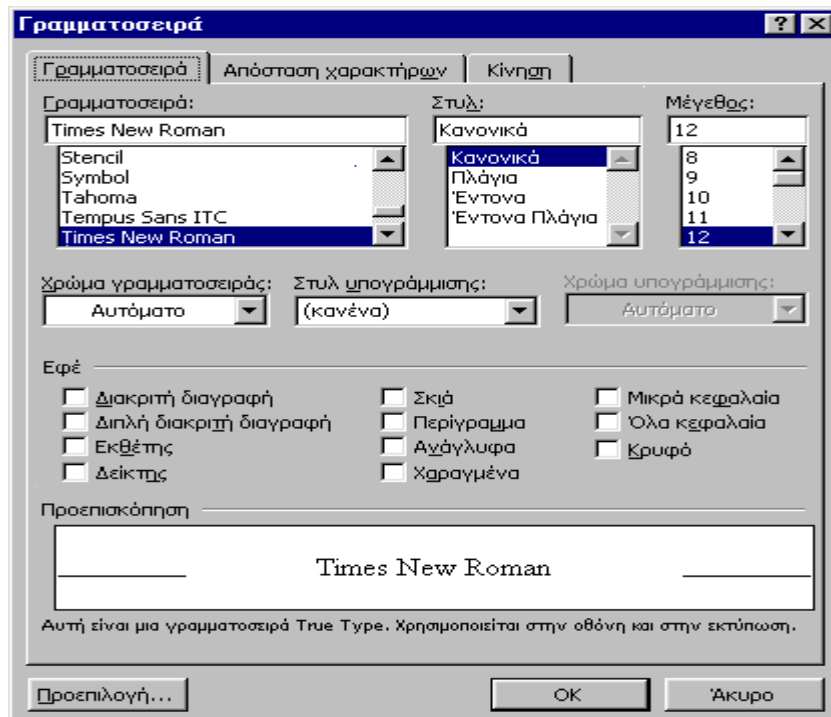 Γραμματοσειρά
Γραμματοσειρά Απόσταση χαρακτήρων Κίνηση
Γραμματοσειρά: Στυλ: Μέγεθος:
Times New Roman Κανονικά 12
Stencil Κανονικά 8
Symbol Πλάγια 9
Tahoma Έντονα 10
Tempus Sans ITC Έντονα Πλάγια 11
Times New Roman 12
Χρώμα γραμματοσειράς: Στυλ υπογράμμισης: Χρώμα υπογράμμισης:
Αυτόματο (κανένα) Αυτόματο
Εφέ
Διακριτή διαγραφή Σκιά Μικρά κεφαλαία
Διπλή διακριτή διαγραφή Περίγραμμα Όλα κεφαλαία
Εκθέτης Ανάγλυφα Κρυφό
Δείκτης Χαραγμένα
Προεπισκόπηση
Times New Roman
Αυτή είναι μια γραμματοσειρά True Type. Χρησιμοποιείται στην οθόνη και στην εκτύπωση.
Προεπιλογή... OK Άκυρο